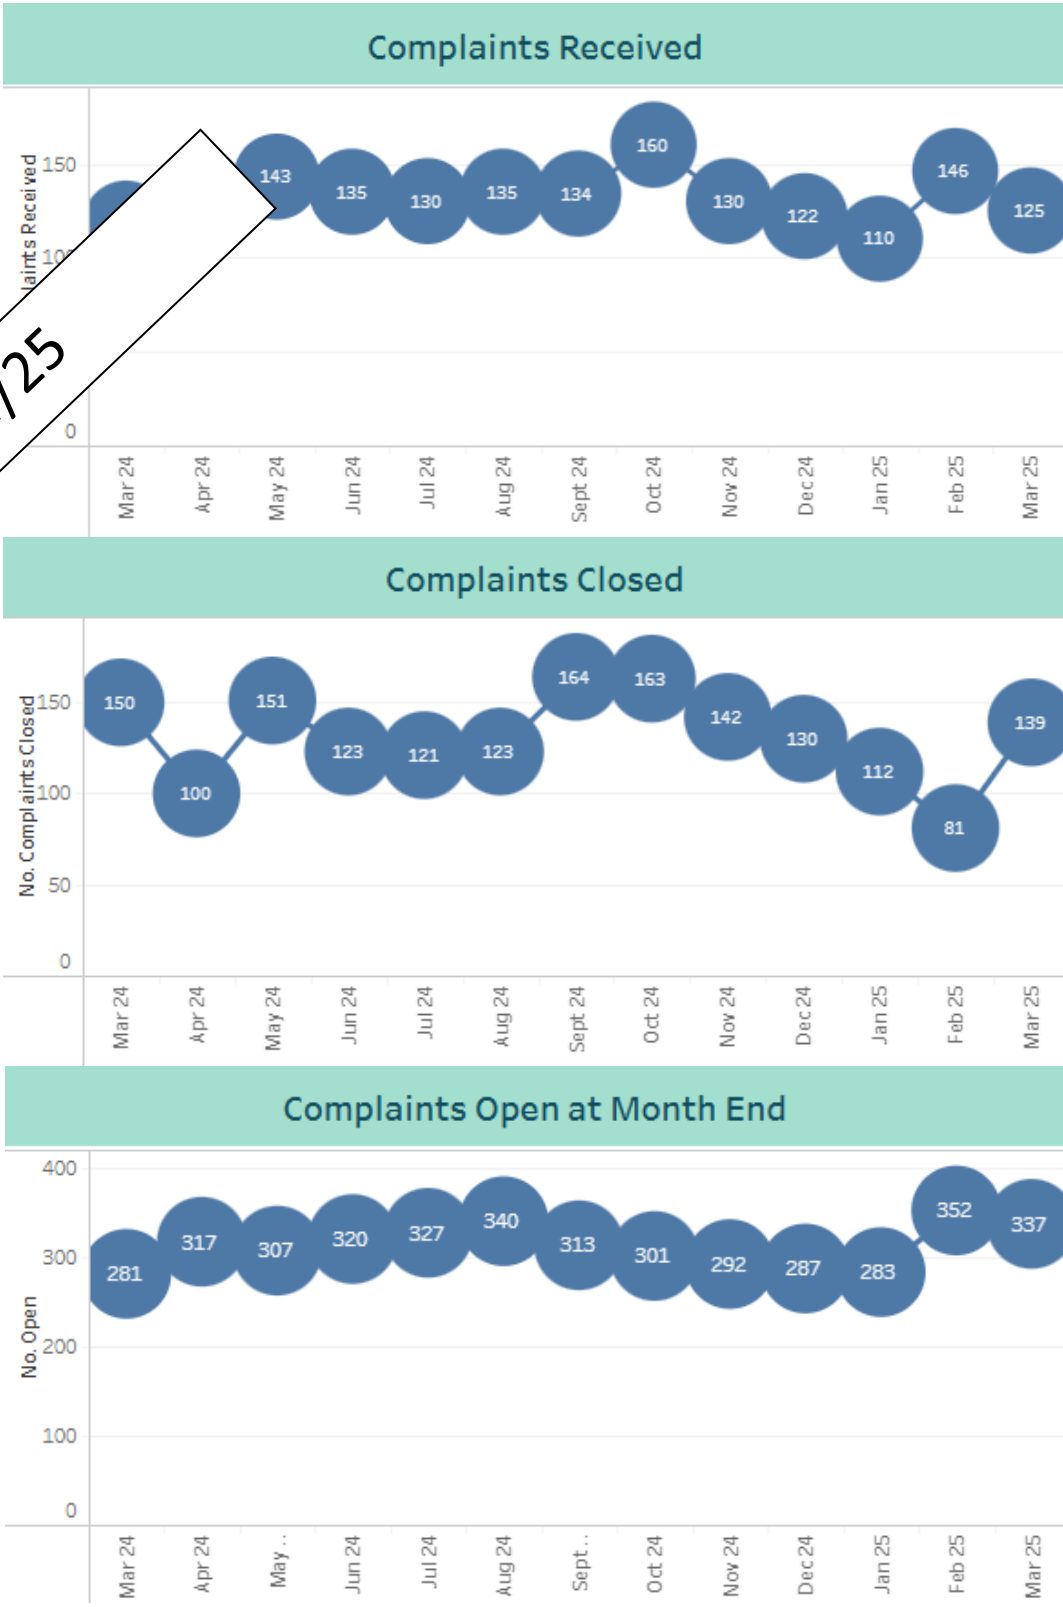 Complaints Received
laints Received
150
100
0
143 135 130 135 134 160 130 122 110 146 125
/25
Mar 24 Apr 24 May 24 Jun 24 Jul 24 Aug 24 Sept 24 Oct 24 Nov 24 Dec 24 Jan 25 Feb 25 Mar 25
Complaints Closed
No. Complaints Closed
150
100
50
0
150 100 151 123 121 123 164 163 142 130 112 81 139
Mar 24 Apr 24 May 24 Jun 24 Jul 24 Aug 24 Sept 24 Oct 24 Nov 24 Dec 24 Jan 25 Feb 25 Mar 25
Complaints Open at Month End
No. Open
400
300
200
100
0
281 317 307 320 327 340 313 301 292 287 283 352 337
Mar 24 Apr 24 May .. Jun 24 Jul 24 Aug 24 Sept .. Oct 24 Nov 24 Dec 24 Jan 25 Feb 25 Mar 25